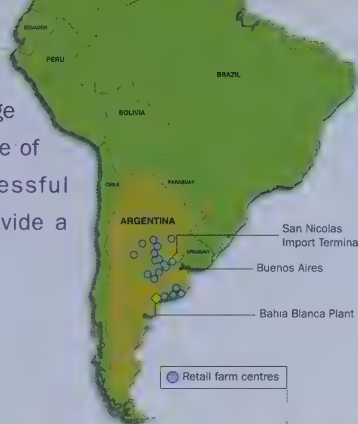 ECUADOR
PERU
BRAZIL
BOLIVIA
CHILE
PARAGUAY
ARGENTINA
URUGUAY
San Nicolas
Import Termina
Buenos Aires
Bahia Blanca Plant
Retail farm centres
ge
e of
essful
vide a